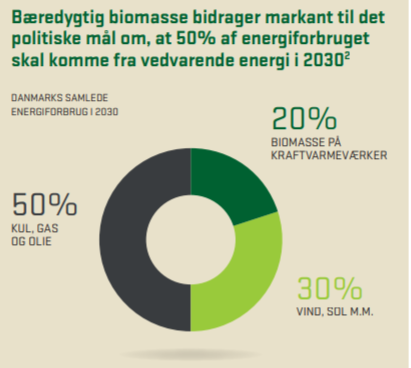 Bæredygtig biomasse bidrager markant til det
politiske mål om, at 50% af energiforbruget
skal komme fra vedvarende energi i 2030²
DANMARKS SAMLEDE
ENERGIFORBRUG I 2030
20%
BIOMASSE PÅ
KRAFTVARMEVÆRKER
50%
KUL, GAS
OG OLIE
30%
VIND, SOL M.M.